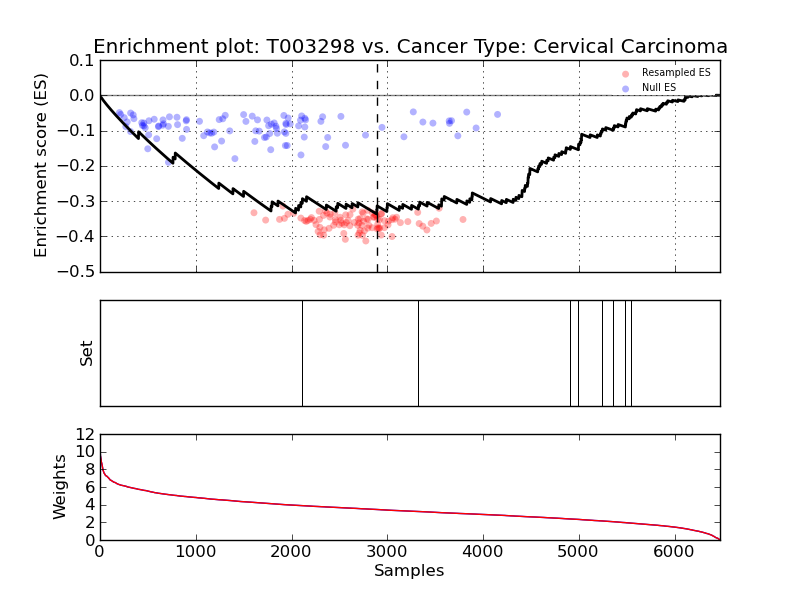 Enrichment plot: T003298 vs. Cancer Type: Cervical Carcinoma
Enrichment score (ES)
0.1
0.0
−0.1
−0.2
−0.3
−0.4
−0.5
Resampled ES
Null ES
Set
Weights
12
10
8
6
4
2
0
0 1000 2000 3000 4000 5000 6000
Samples